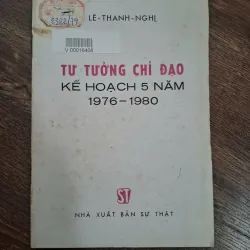 LÊ-THANH-NGHỊ
V 00016408
TƯ TƯỞNG CHỈ ĐẠO
KẾ HOẠCH 5 NĂM
1976-1980
ST
NHÀ XUẤT BẢN SỰ THẬT